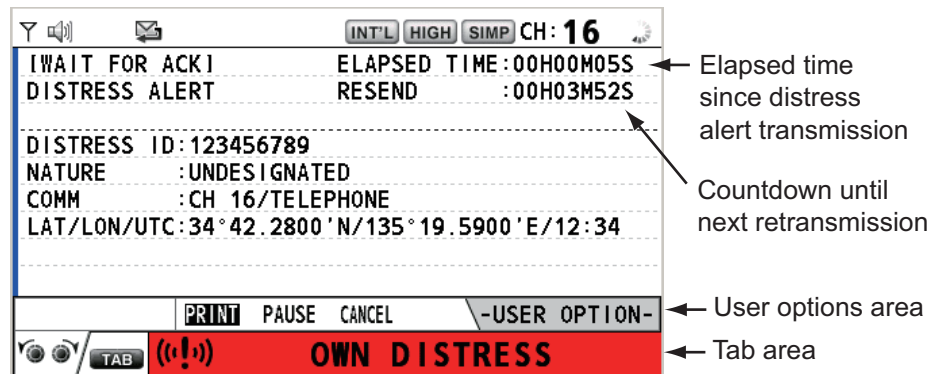 INT'L HIGH SIMP CH: 16
[WAIT FOR ACK] ELAPSED TIME:00H00M05S
DISTRESS ALERT RESEND :00H03M52S
DISTRESS ID:123456789
NATURE :UNDESIGNATED
COMM :CH 16/TELEPHONE
LAT/LON/UTC:34°42.2800'N/135°19.5900'E/12:34
PRINT PAUSE CANCEL -USER OPTION-
TAB OWN DISTRESS
Elapsed time
since distress
alert transmission
Countdown until
next retransmission
User options area
Tab area